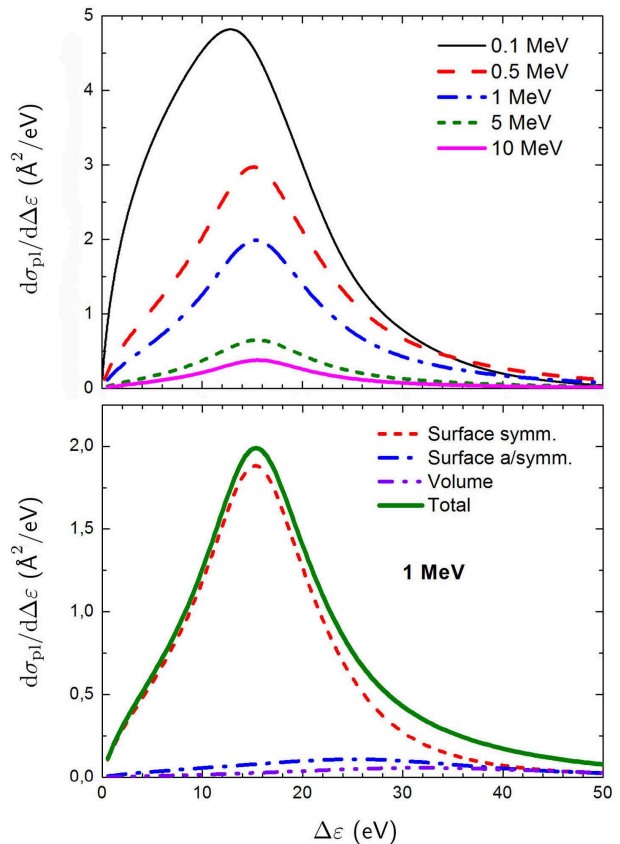 5
4
3
2
1
0
dσpl/dΔε (Å²/eV)
0.1 MeV
0.5 MeV
1 MeV
5 MeV
10 MeV
2,0
1,5
1,0
0,5
0,0
dσpl/dΔε (Å²/eV)
Surface symm.
Surface a/symm.
Volume
Total
1 MeV
0 10 20 30 40 50
Δε (eV)